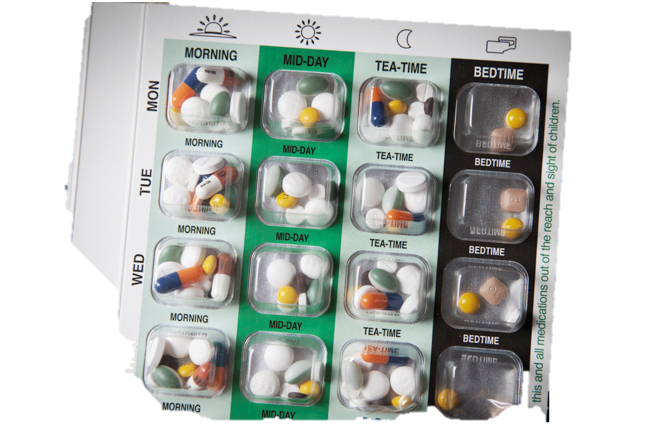 MORNING MID-DAY TEA-TIME BEDTIME
MON
MORNING MID-DAY TEA-TIME BEDTIME
TUE
MORNING MID-DAY TEA-TIME BEDTIME
WED
MORNING MID-DAY TEA-TIME BEDTIME
MORNING MID-DAY
this and all medications out of the reach and sight of children.